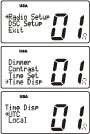 USA
➔Radio Setup
DSC Setup
Exit
01
USA
Dimmer
Contrast
Time Set
➔Time Disp
01
USA
Time Disp
➔UTC
Local
01